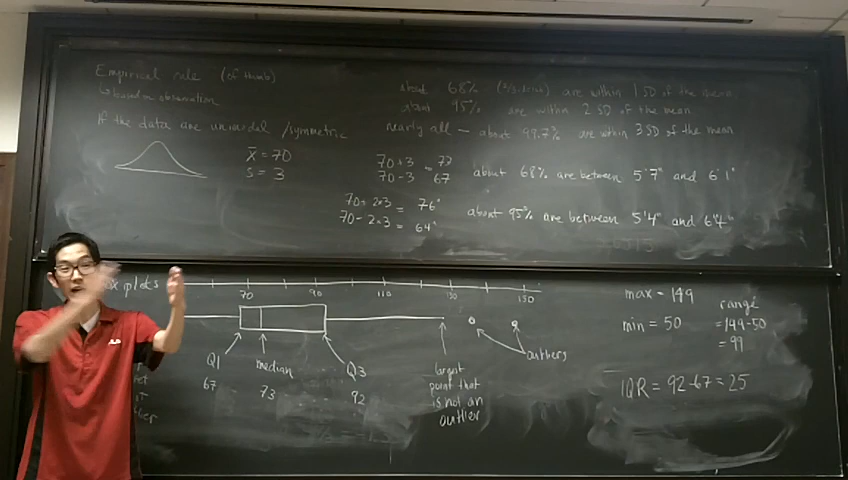 Empirical rule (of thumb)
↳ based on observation
If the data are unimodal / symmetric
x̄ = 70
s = 3
about 68% are within 1 SD of the mean
about 95% are within 2 SD of the mean
nearly all — about 99.7% are within 3 SD of the mean
70+3 = 73
70-3 67
about 68% are between 5'7" and 6'1"
70+2·3 = 76"
70-2·3 = 64"
about 95% are between 5'4" and 6'4"
plots
70 90 110 130 150
Q1
67
median
73
Q3
92
largest
point that
is not an
outlier
outliers
max = 149
min = 50
range
= 149-50
= 99
IQR = 92-67 = 25